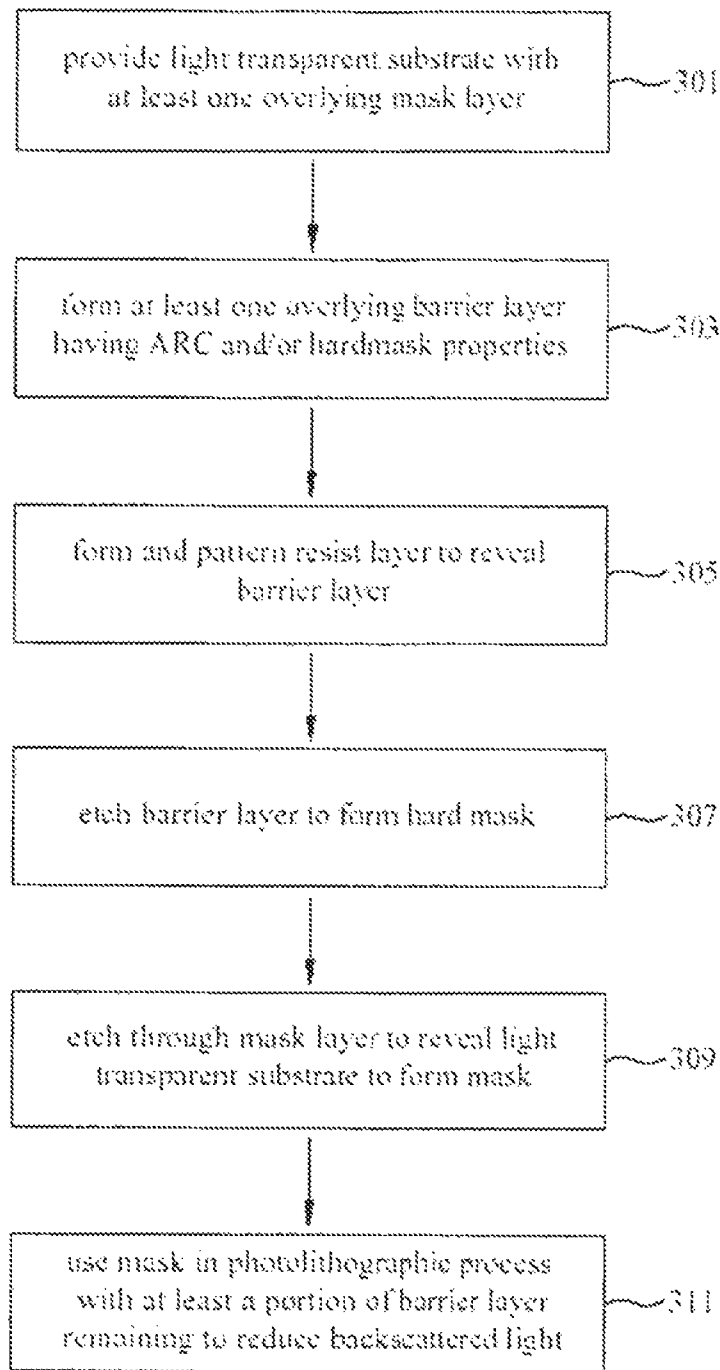 provide light transparent substrate with
at least one overlying mask layer
301
form at least one overlying barrier layer
having ARC and/or hardmask properties
303
form and pattern resist layer to reveal
barrier layer
305
etch barrier layer to form hard mask
307
etch through mask layer to reveal light
transparent substrate to form mask
309
use mask in photolithographic process
with at least a portion of barrier layer
remaining to reduce backscattered light
311